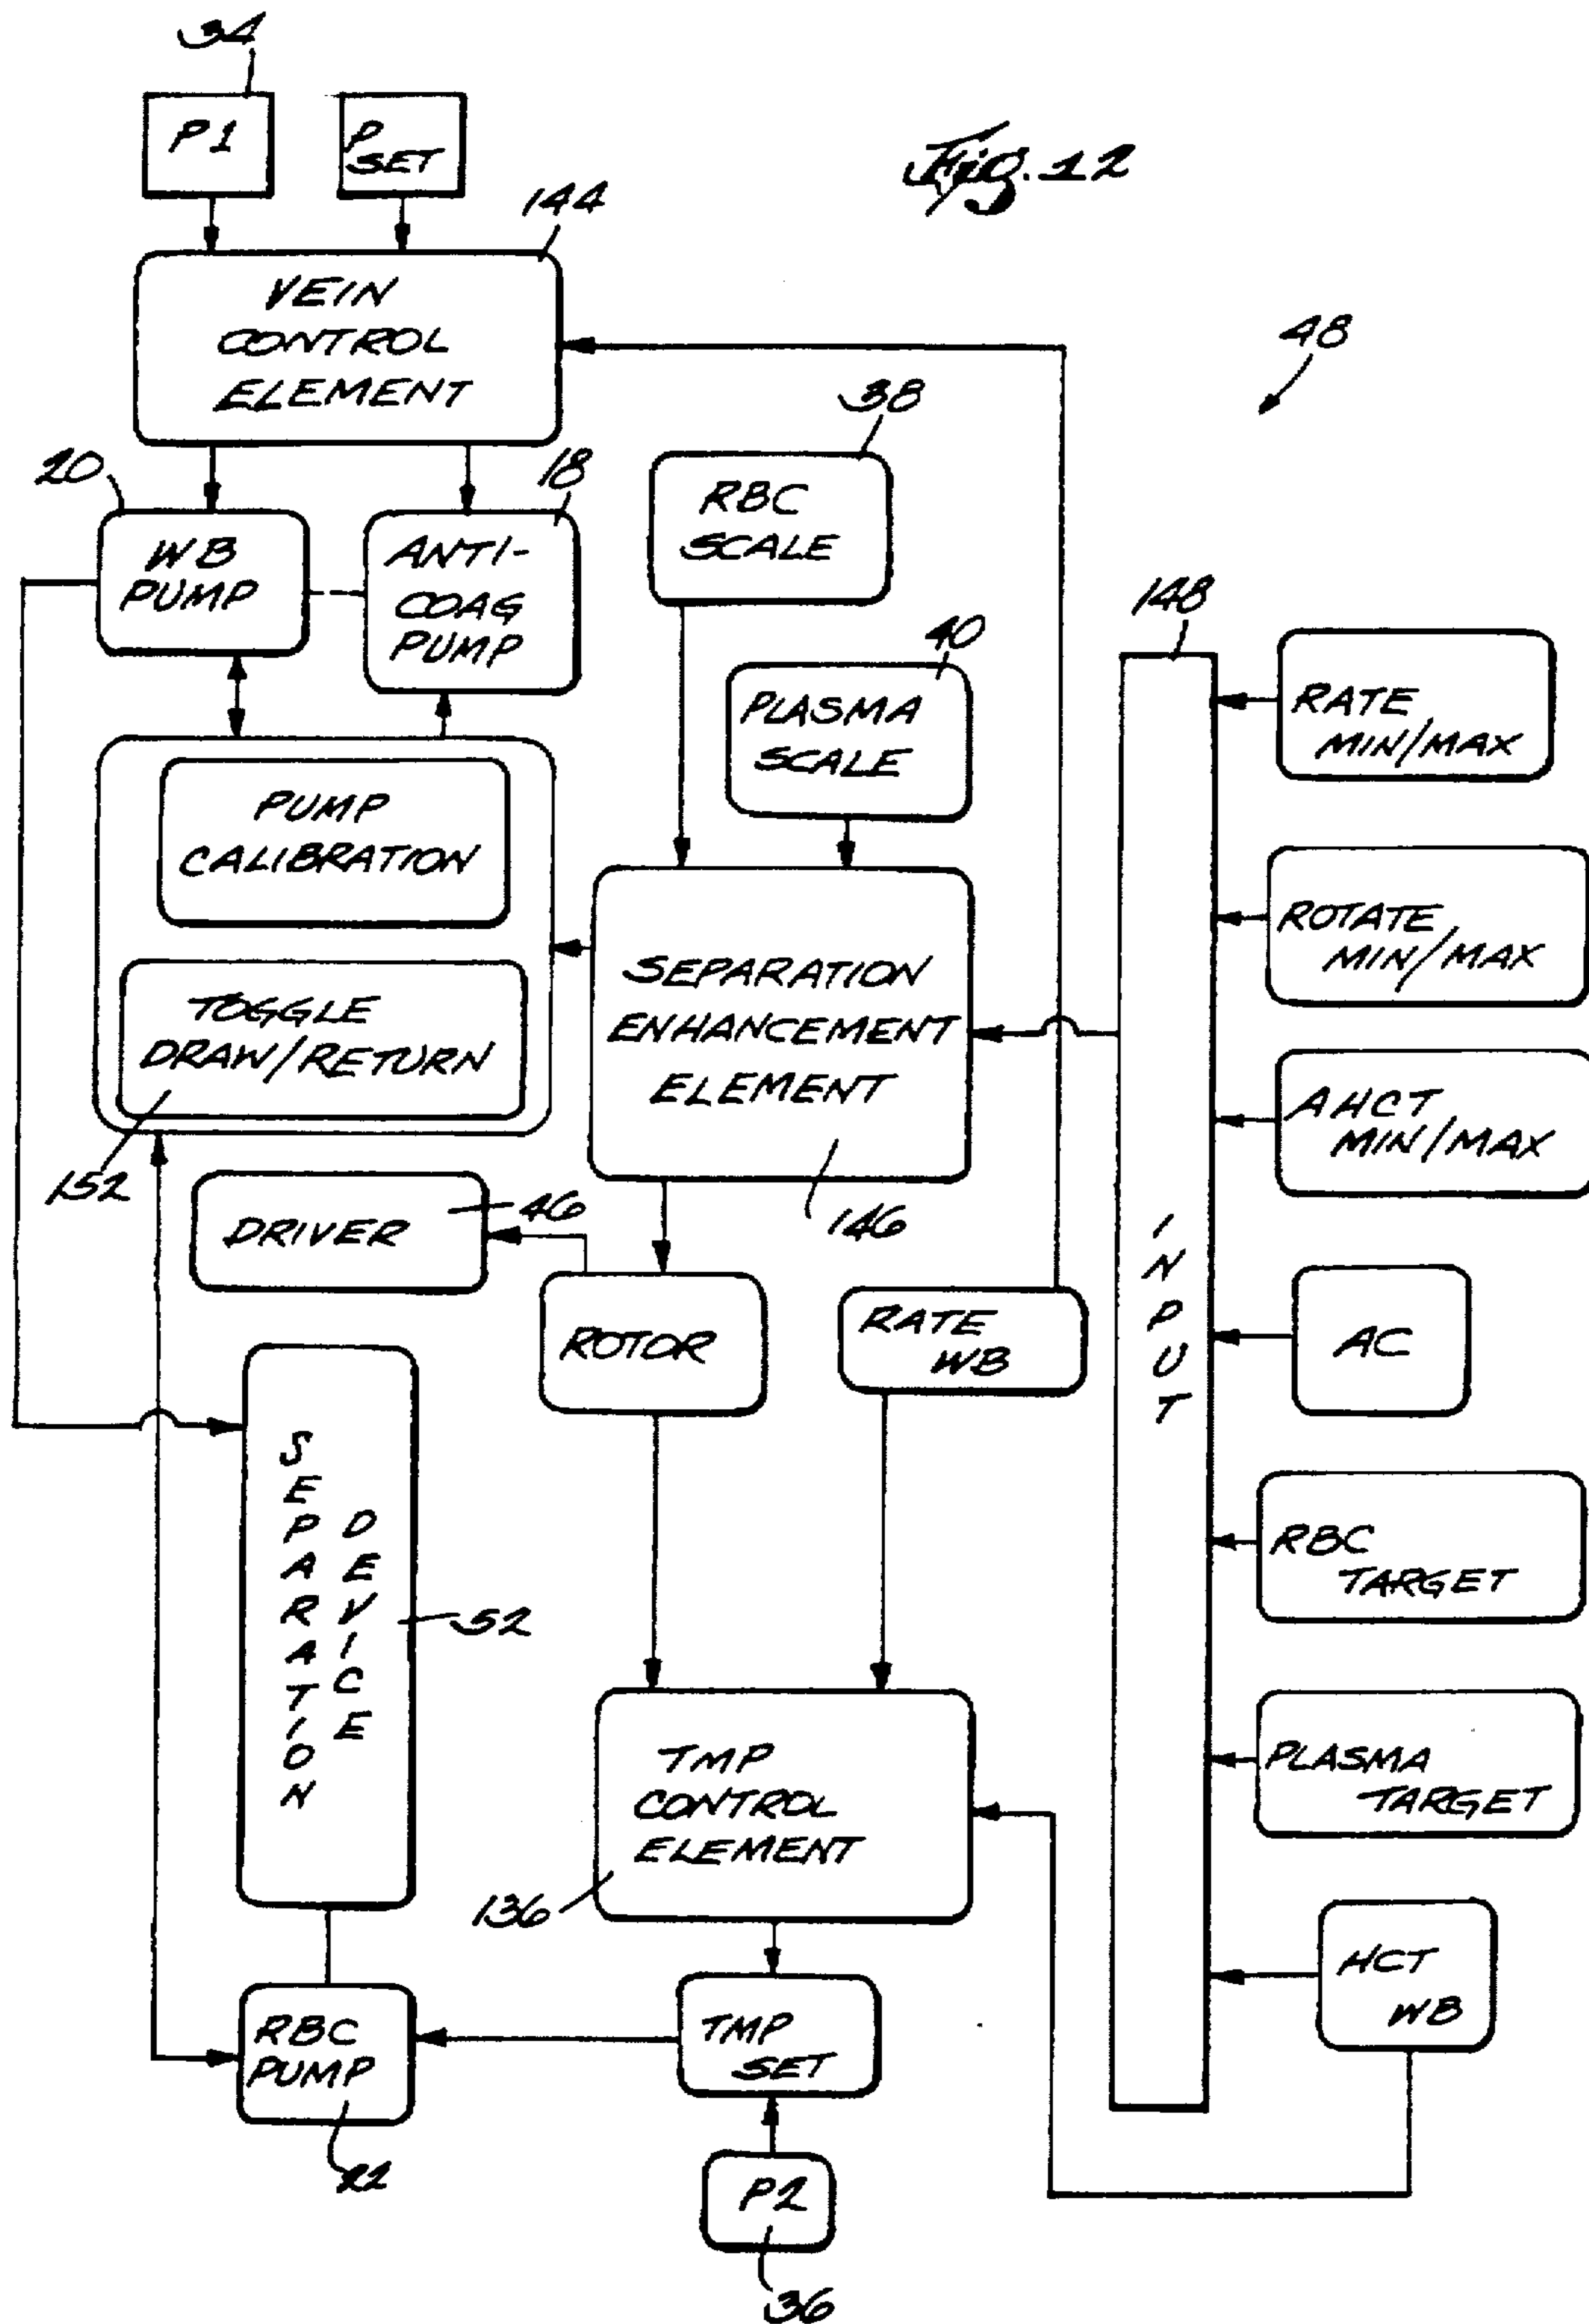 34
P1
P
SET
Fig. 12
144
VEIN
CONTROL
ELEMENT
48
38
20
18
RBC
SCALE
WB
PUMP
ANTI-
COAG
PUMP
148
40
PLASMA
SCALE
RATE
MIN/MAX
PUMP
CALIBRATION
ROTATE
MIN/MAX
SEPARATION
ENHANCEMENT
ELEMENT
TOGGLE
DRAW/RETURN
AHCT
MIN/MAX
152
46
146
DRIVER
INPUT
ROTOR
RATE
WB
AC
SEPARATION
DEVICE
52
RBC
TARGET
TMP
CONTROL
ELEMENT
PLASMA
TARGET
136
HCT
WB
RBC
PUMP
TMP
SET
22
P2
36